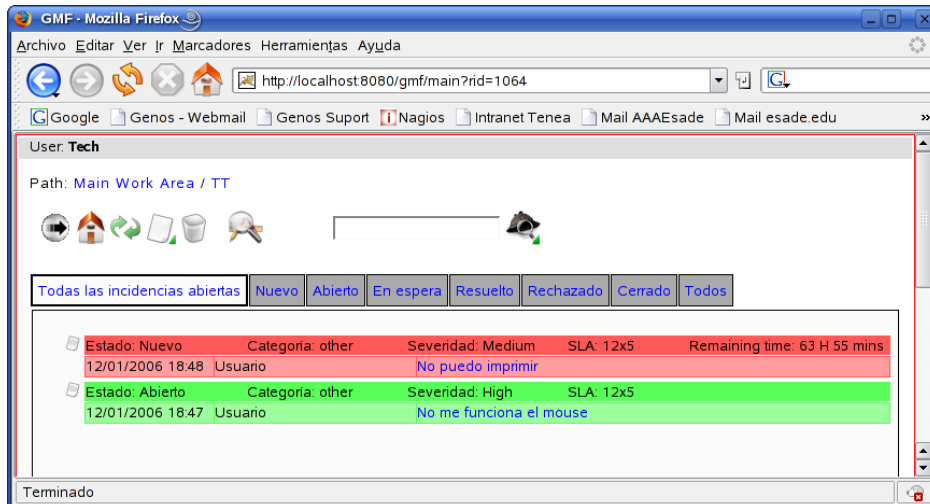 GMF - Mozilla Firefox
Archivo Editar Ver Ir Marcadores Herramientas Ayuda
http://localhost:8080/gmf/main?rid=1064
G
Google Genos - Webmail Genos Suport Nagios Intranet Tenea Mail AAAEsade Mail esade.edu »
User: Tech
Path: Main Work Area / TT
Todas las incidencias abiertas Nuevo Abierto En espera Resuelto Rechazado Cerrado Todos
Estado: Nuevo Categoria: other Severidad: Medium SLA: 12x5 Remaining time: 63 H 55 mins
12/01/2006 18:48 Usuario No puedo imprimir
Estado: Abierto Categoria: other Severidad: High SLA: 12x5
12/01/2006 18:47 Usuario No me funciona el mouse
Terminado